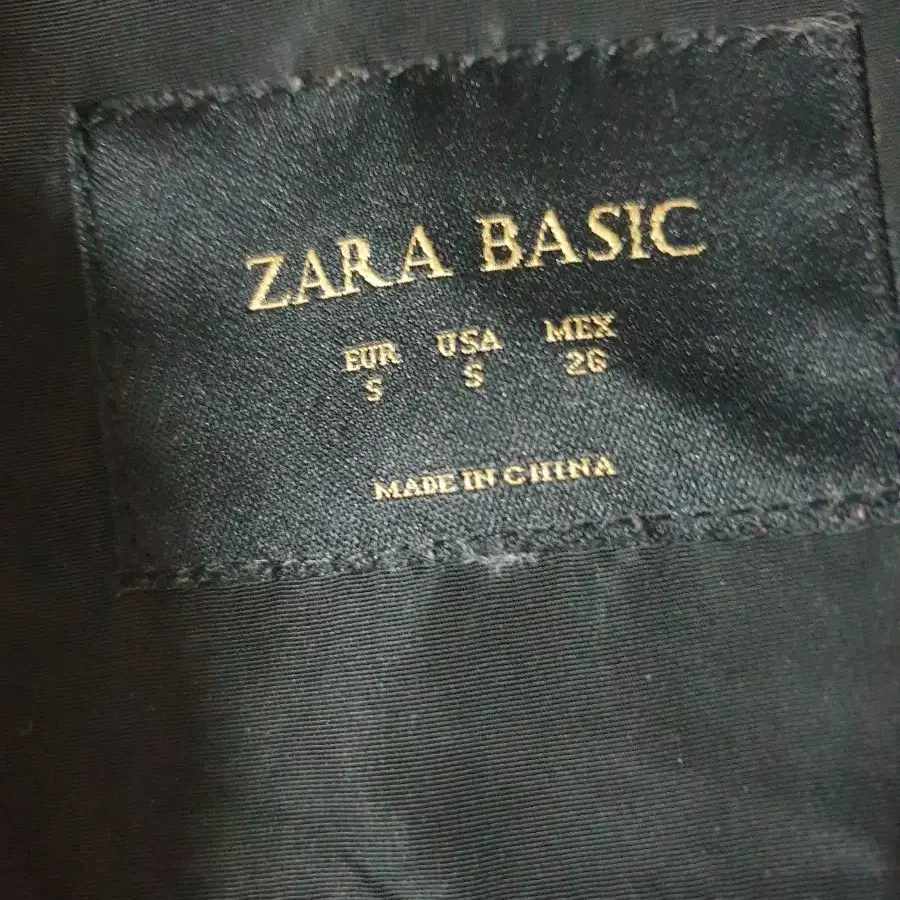 ZARA BASIC
EUR USA MEX
S S 26
MADE IN CHINA